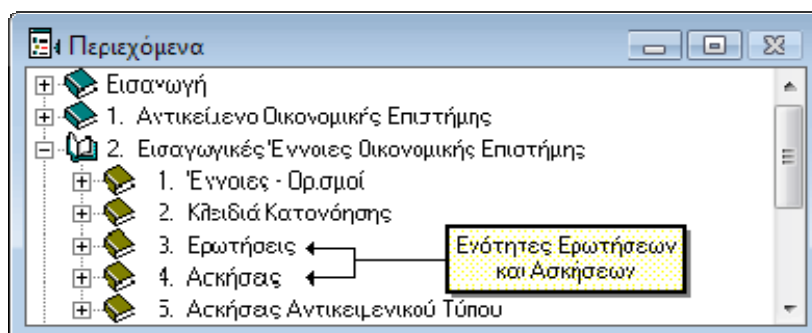 Περιεχόμενα
Εισαγωγή
1. Αντικείμενο Οικονομικής Επιστήμης
2. Εισαγωγικές Έννοιες Οικονομικής Επιστήμης
1. Έννοιες - Ορισμοί
2. Κλειδιά Κατονόησης
3. Ερωτήσεις
4. Ασκήσεις
Ενότητες Ερωτήσεων
και Ασκήσεων
5. Ασκήσεις Αντικειμενικού Τύπου